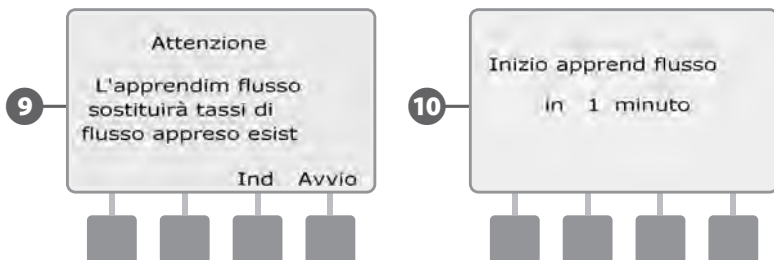 9
Attenzione
L'apprendim flusso
sostituirà tassi di
flusso appreso esist
Ind Avvio
10
Inizio apprend flusso
in 1 minuto